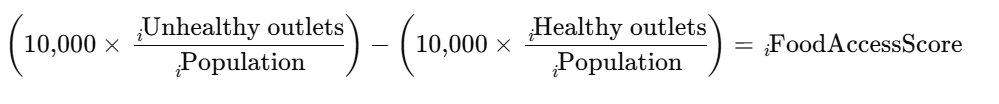 (10,000 × ᵢUnhealthy outlets / ᵢPopulation) − (10,000 × ᵢHealthy outlets / ᵢPopulation) = ᵢFoodAccessScore